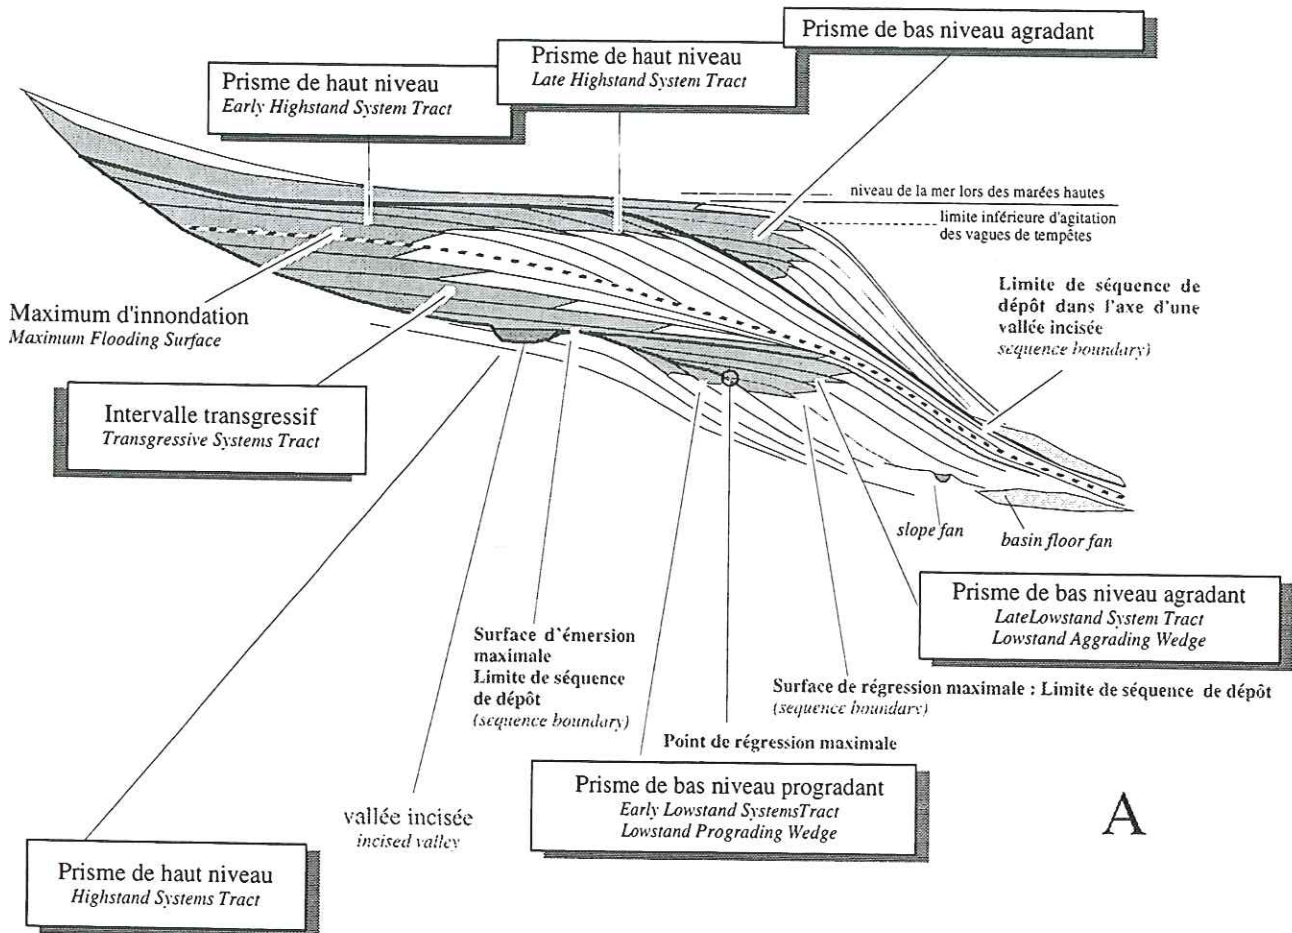 Prisme de bas niveau agradant
Prisme de haut niveau
Late Highstand System Tract
Prisme de haut niveau
Early Highstand System Tract
niveau de la mer lors des marées hautes
limite inférieure d'agitation
des vagues de tempêtes
Limite de séquence de
dépôt dans l'axe d'une
vallée incisée
sequence boundary)
Maximum d'innondation
Maximum Flooding Surface
Intervalle transgressif
Transgressive Systems Tract
slope fan
basin floor fan
Prisme de bas niveau agradant
LateLowstand System Tract
Lowstand Aggrading Wedge
Surface d'émersion
maximale
Limite de séquence
de dépôt
(sequence boundary)
Surface de régression maximale : Limite de séquence de dépôt
(sequence boundary)
Point de régression maximale
Prisme de bas niveau progradant
Early Lowstand SystemsTract
Lowstand Prograding Wedge
vallée incisée
incised valley
A
Prisme de haut niveau
Highstand Systems Tract